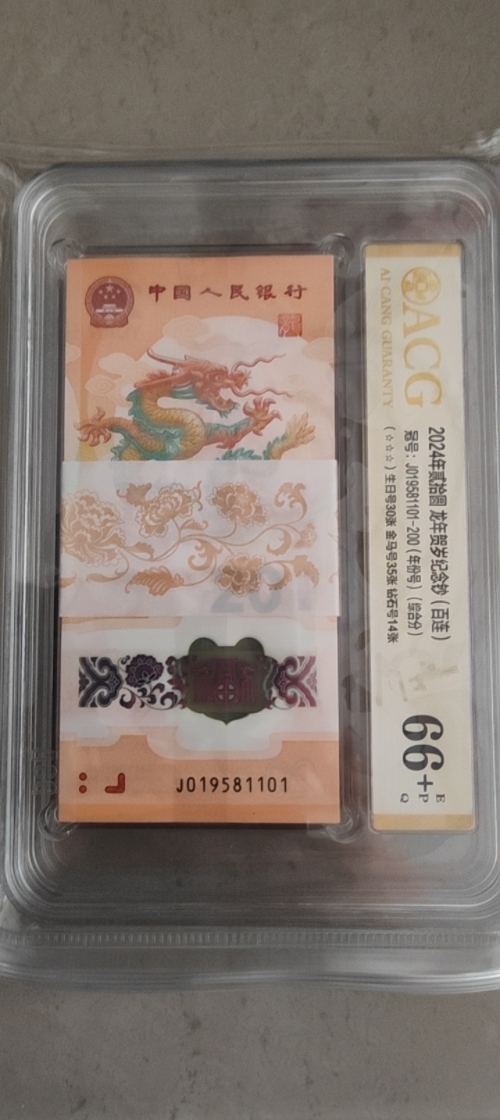 中国人民银行
20
J019581101
ACG
AI CANG GUARANTY
2024年贰拾圆 龙年贺岁纪念钞（百连）
冠号：J019581101-200（年份号）（综合分）
（☆☆☆）生日号30张 金马号35张 钻石号14张
66+
E
P
Q